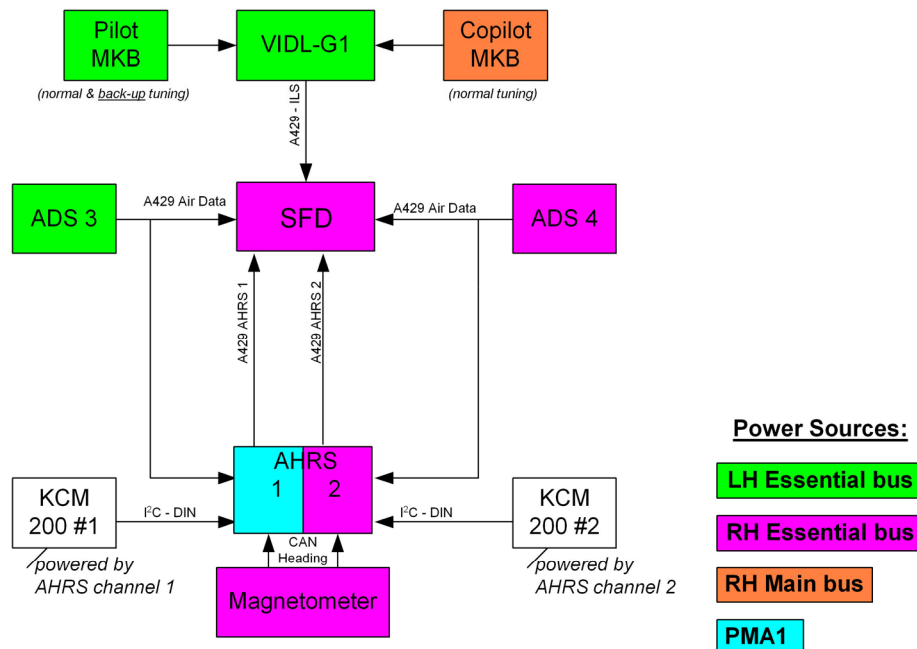 Pilot
MKB
VIDL-G1
Copilot
MKB
(normal & back-up tuning)
(normal tuning)
A429 - ILS
ADS 3
A429 Air Data
SFD
A429 Air Data
ADS 4
A429 AHRS 1
A429 AHRS 2
Power Sources:
AHRS
1
2
LH Essential bus
KCM
200 #1
I²C - DIN
I²C - DIN
KCM
200 #2
RH Essential bus
CAN
Heading
powered by
AHRS channel 1
powered by
AHRS channel 2
Magnetometer
RH Main bus
PMA1